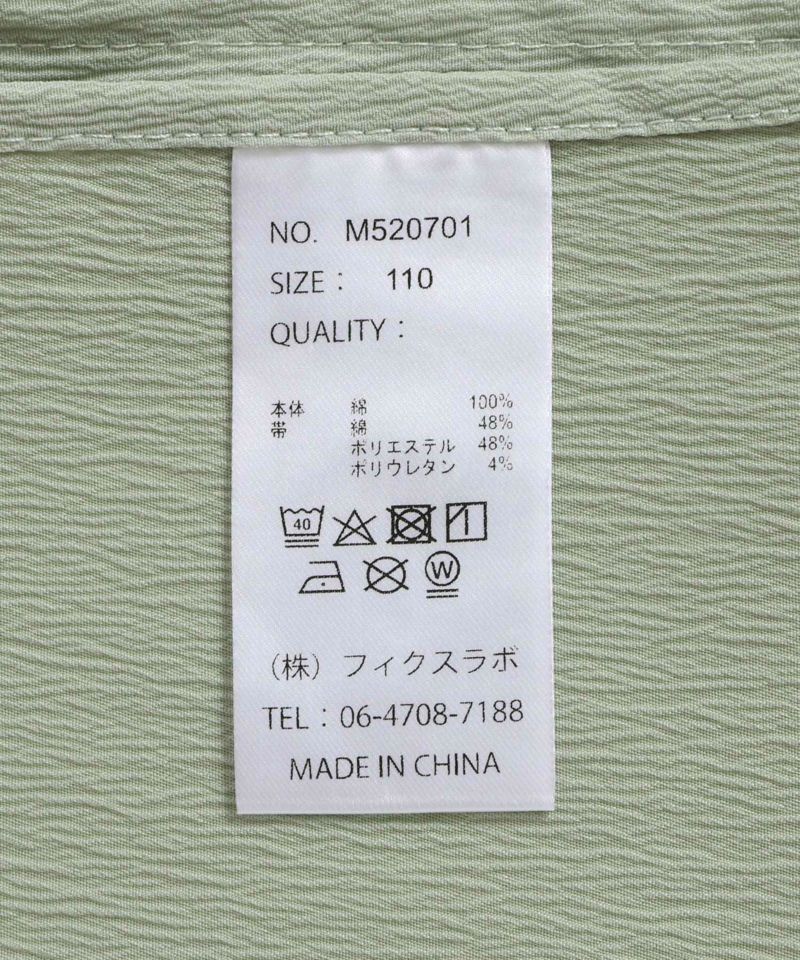 NO. M520701
SIZE： 110
QUALITY：
本体 綿 100%
帯 綿 48%
ポリエステル 48%
ポリウレタン 4%
40
W
（株）フィクスラボ
TEL：06-4708-7188
MADE IN CHINA